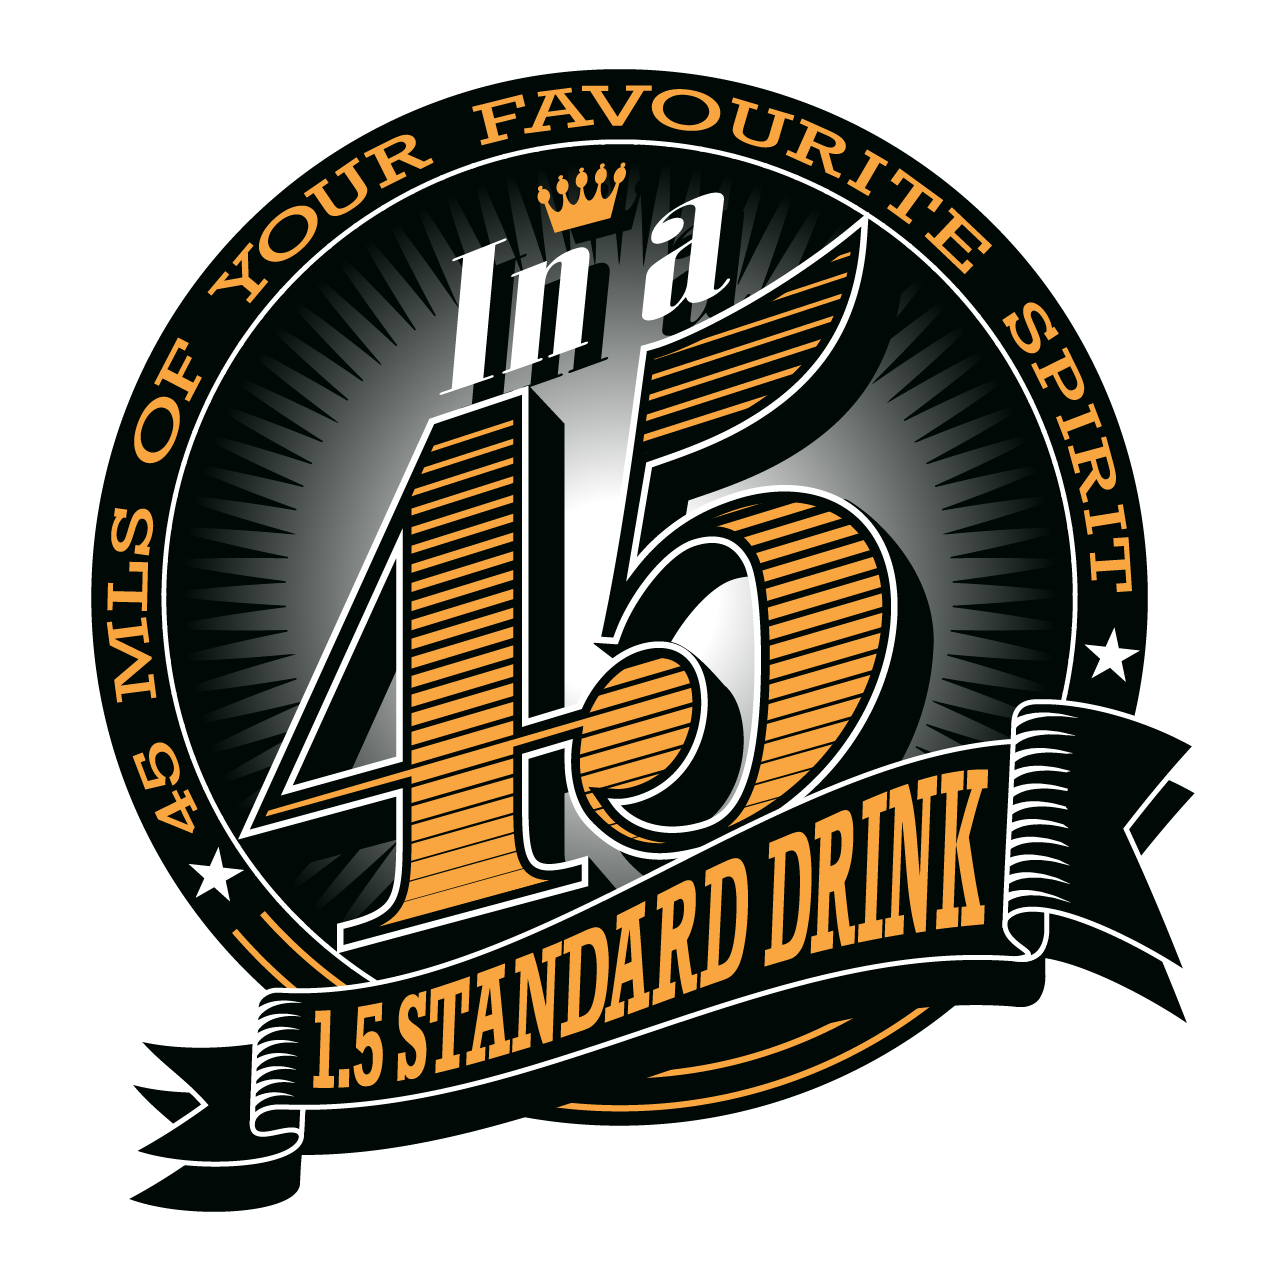 45 MLS OF YOUR FAVOURITE SPIRIT
In a
45
1.5 STANDARD DRINK